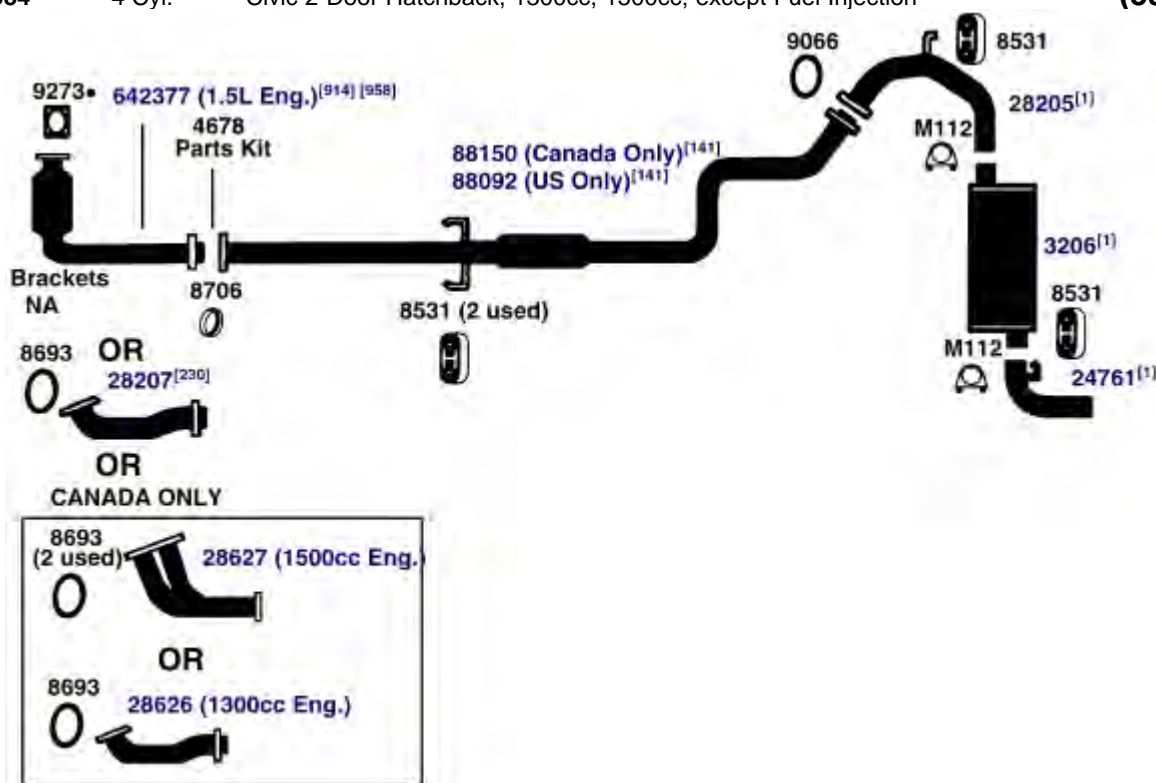 4 Cyl. Civic 2-Door Hatchback, 1300cc, 1500cc, except Fuel Injection
9066
8531
9273• 642377 (1.5L Eng.)[914] [958]
28205[1]
4678
Parts Kit
M112
88150 (Canada Only)[141]
88092 (US Only)[141]
3206[1]
Brackets
NA
8706
8531 (2 used)
8531
M112
24761[1]
8693
OR
28207[230]
OR
CANADA ONLY
8693
(2 used)
28627 (1500cc Eng.)
OR
8693
28626 (1300cc Eng.)